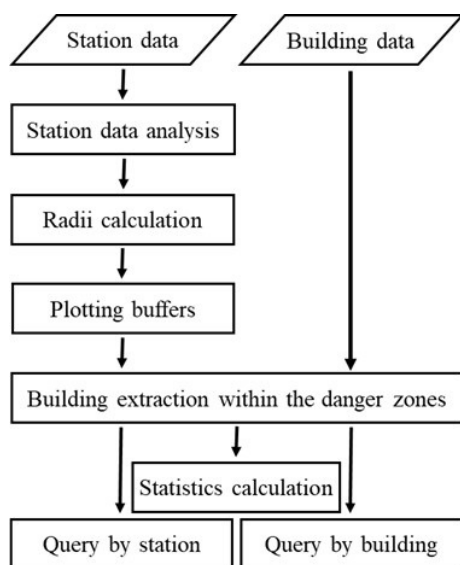 Station data
Building data
Station data analysis
Radii calculation
Plotting buffers
Building extraction within the danger zones
Statistics calculation
Query by station
Query by building